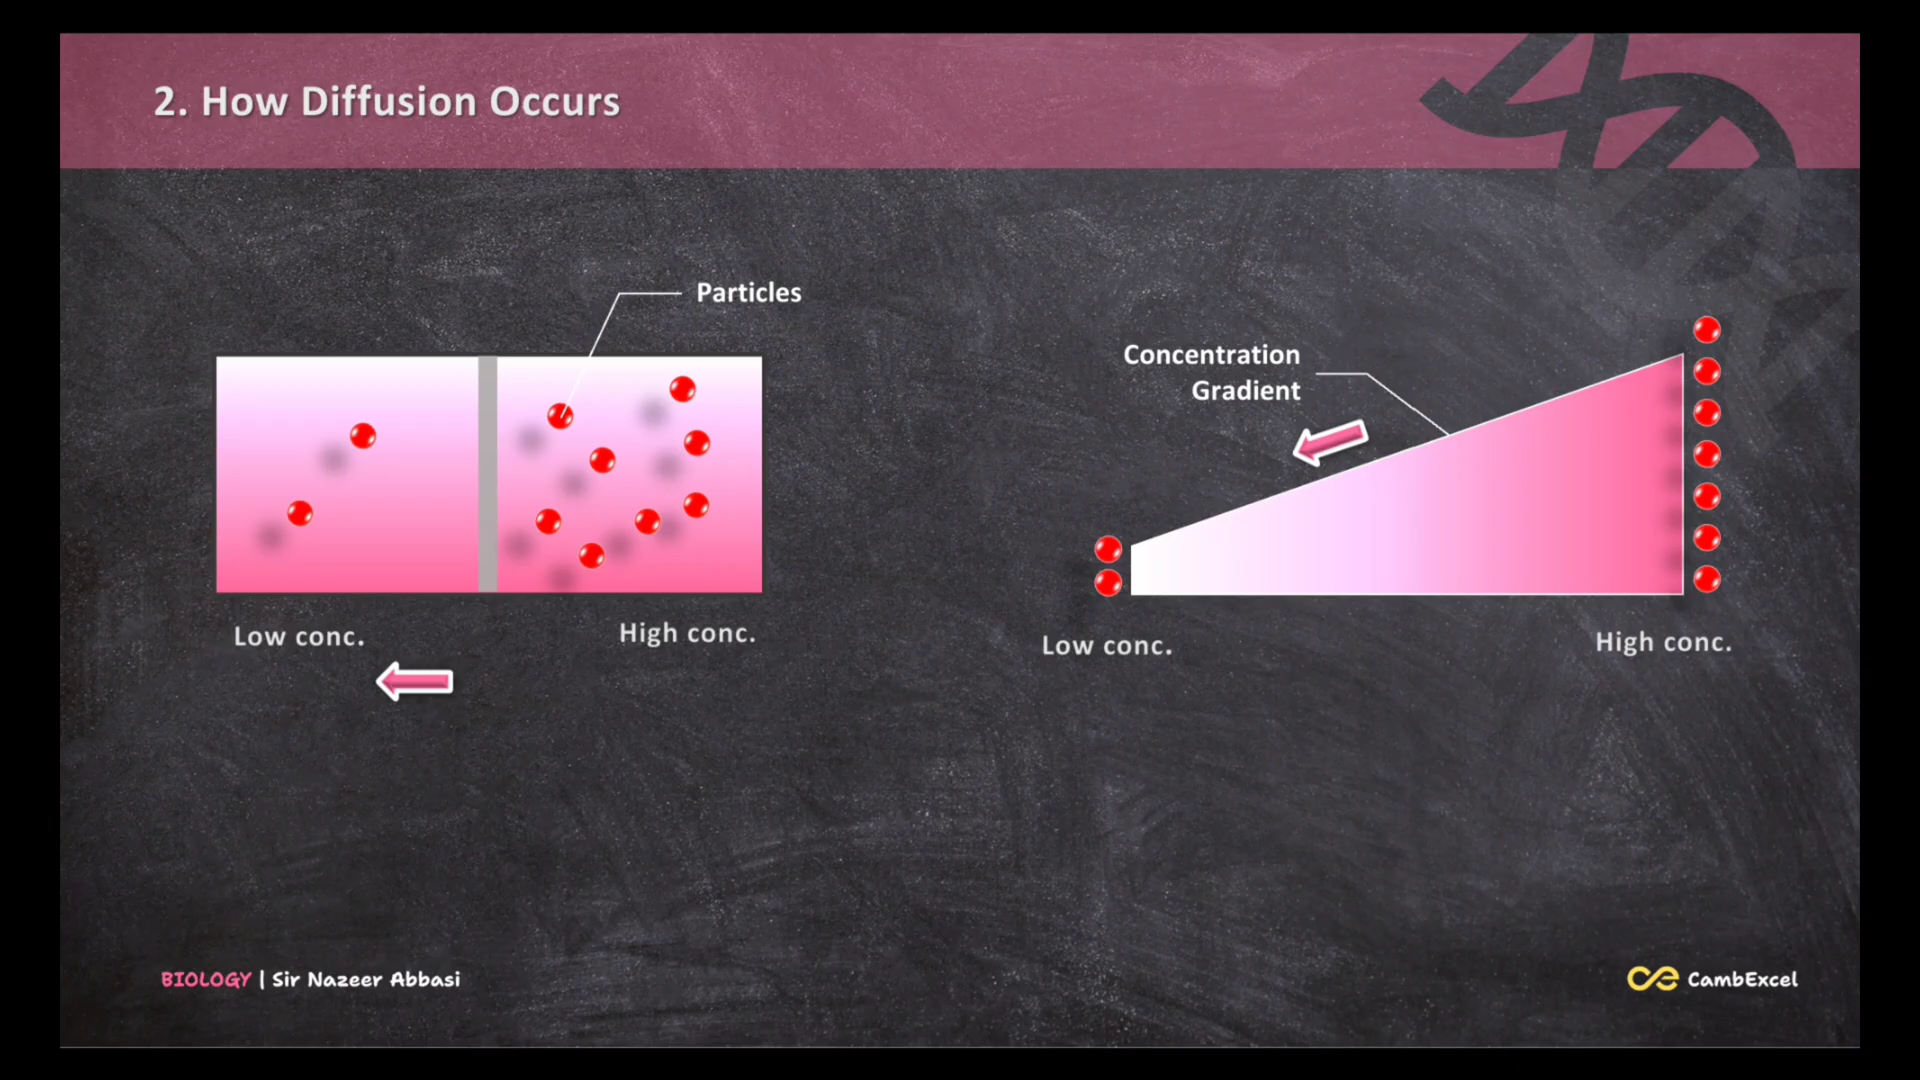 2. How Diffusion Occurs
Particles
Low conc.
High conc.
Concentration
Gradient
Low conc.
High conc.
BIOLOGY | Sir Nazeer Abbasi
CambExcel